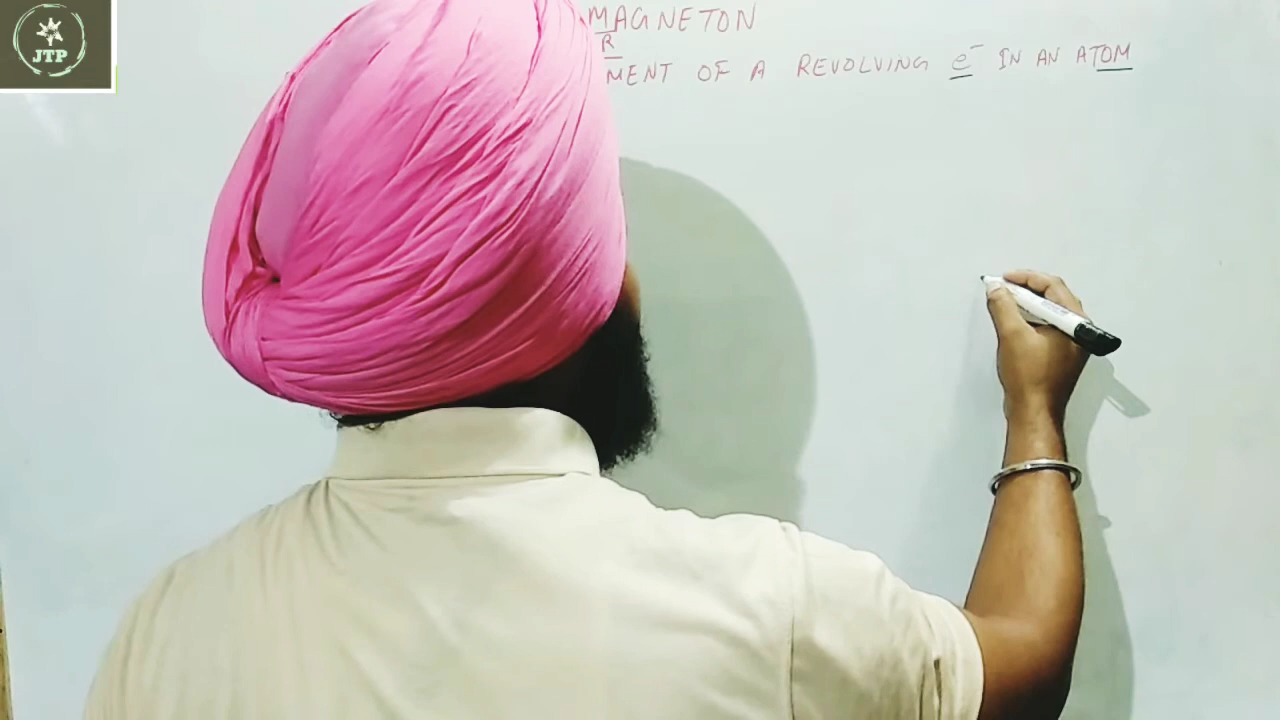 JTP
MAGNETON
R
MENT OF A REVOLVING e⁻ IN AN ATOM